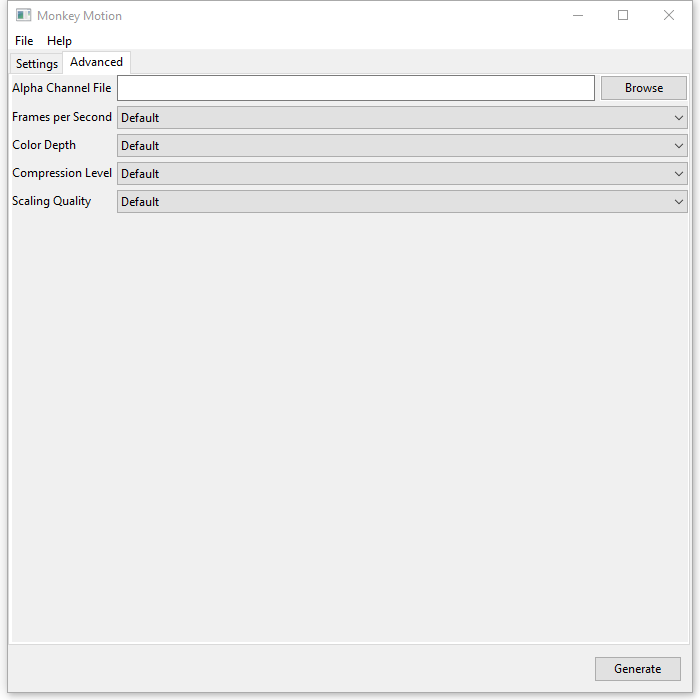 Monkey Motion
File Help
Settings Advanced
Alpha Channel File Browse
Frames per Second Default
Color Depth Default
Compression Level Default
Scaling Quality Default
Generate